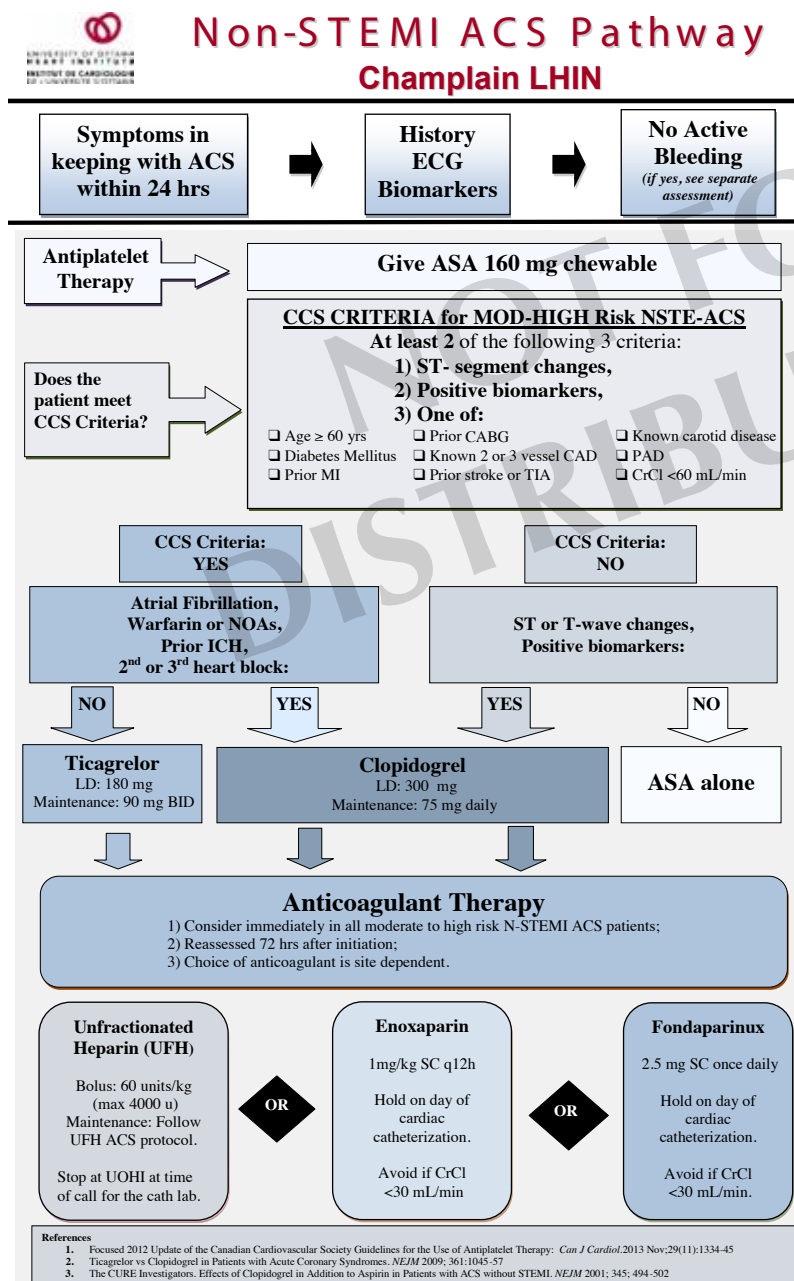 UNIVERSITY OF OTTAWA
HEART INSTITUTE
INSTITUT DE CARDIOLOGIE
DE L'UNIVERSITÉ D'OTTAWA
Non-STEMI ACS Pathway
Champlain LHIN
Symptoms in
keeping with ACS
within 24 hrs
History
ECG
Biomarkers
No Active
Bleeding
(if yes, see separate
assessment)
Antiplatelet
Therapy
Give ASA 160 mg chewable
Does the
patient meet
CCS Criteria?
CCS CRITERIA for MOD-HIGH Risk NSTE-ACS
At least 2 of the following 3 criteria:
1) ST- segment changes,
2) Positive biomarkers,
3) One of:
❑ Age ≥ 60 yrs ❑ Prior CABG ❑ Known carotid disease
❑ Diabetes Mellitus ❑ Known 2 or 3 vessel CAD ❑ PAD
❑ Prior MI ❑ Prior stroke or TIA ❑ CrCl <60 mL/min
NOT FO
DISTRIBU
CCS Criteria:
YES
CCS Criteria:
NO
Atrial Fibrillation,
Warfarin or NOAs,
Prior ICH,
2nd or 3rd heart block:
ST or T-wave changes,
Positive biomarkers:
NO
YES
YES
NO
Ticagrelor
LD: 180 mg
Maintenance: 90 mg BID
Clopidogrel
LD: 300 mg
Maintenance: 75 mg daily
ASA alone
Anticoagulant Therapy
1) Consider immediately in all moderate to high risk N-STEMI ACS patients;
2) Reassessed 72 hrs after initiation;
3) Choice of anticoagulant is site dependent.
Unfractionated
Heparin (UFH)
Bolus: 60 units/kg
(max 4000 u)
Maintenance: Follow
UFH ACS protocol.
Stop at UOHI at time
of call for the cath lab.
OR
Enoxaparin
1mg/kg SC q12h
Hold on day of
cardiac
catheterization.
Avoid if CrCl
<30 mL/min
OR
Fondaparinux
2.5 mg SC once daily
Hold on day of
cardiac
catheterization.
Avoid if CrCl
<30 mL/min.
References
1. Focused 2012 Update of the Canadian Cardiovascular Society Guidelines for the Use of Antiplatelet Therapy: Can J Cardiol.2013 Nov;29(11):1334-45
2. Ticagrelor vs Clopidogrel in Patients with Acute Coronary Syndromes. NEJM 2009; 361:1045-57
3. The CURE Investigators. Effects of Clopidogrel in Addition to Aspirin in Patients with ACS without STEMI. NEJM 2001; 345; 494-502